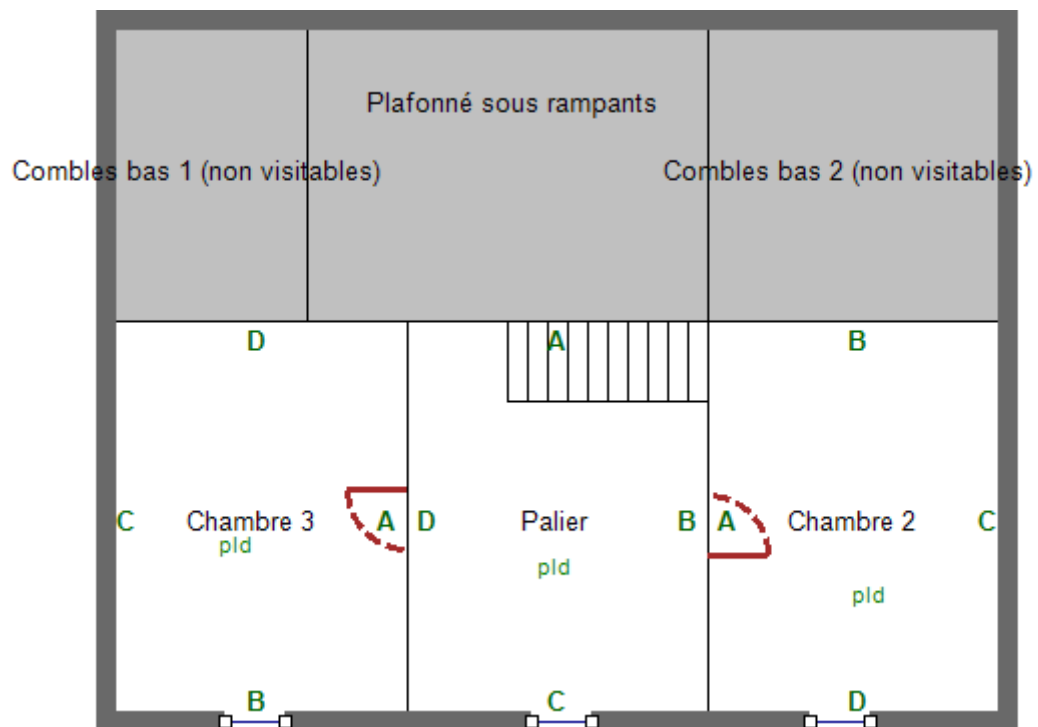 Plafonné sous rampants
Combles bas 1 (non visitables)
Combles bas 2 (non visitables)
D
A
B
C
Chambre 3
A
D
Palier
B
A
Chambre 2
C
pld
pld
pld
B
C
D